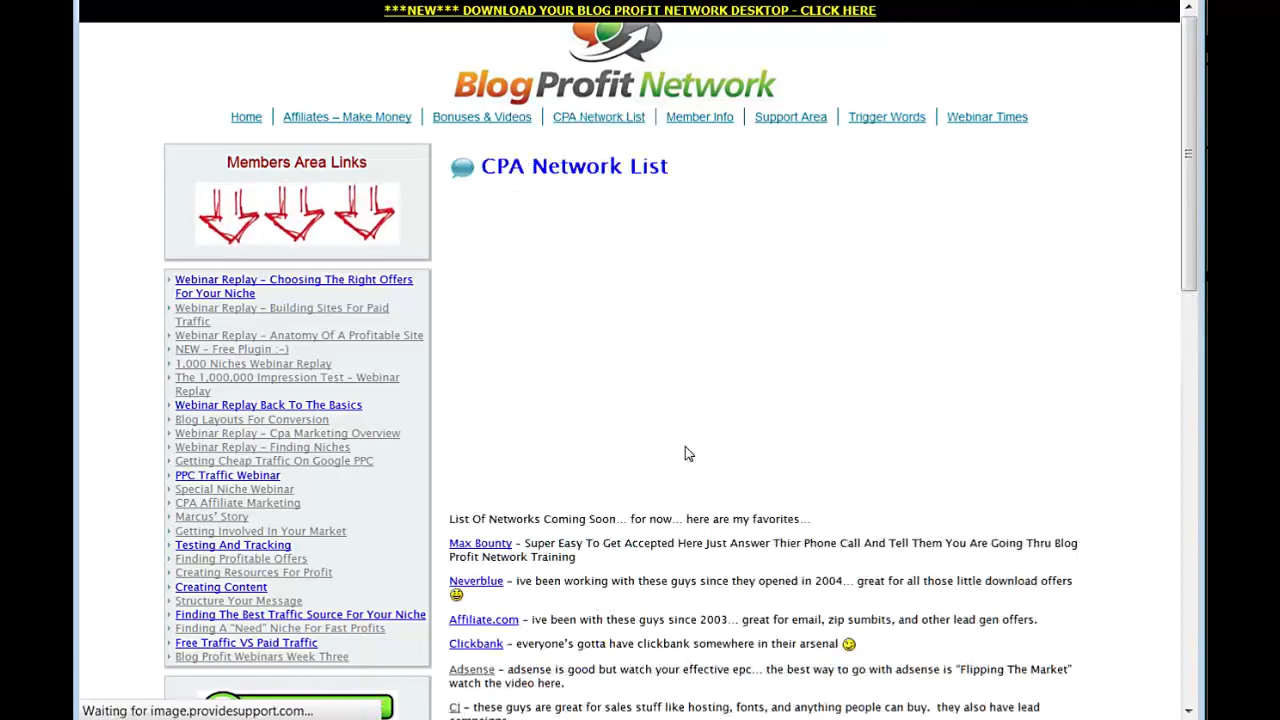 ***NEW*** DOWNLOAD YOUR BLOG PROFIT NETWORK DESKTOP - CLICK HERE
Blog Profit Network
Home
Affiliates – Make Money
Bonuses & Videos
CPA Network List
Member Info
Support Area
Trigger Words
Webinar Times
Members Area Links
Webinar Replay – Choosing The Right Offers
For Your Niche
Webinar Replay – Building Sites For Paid
Traffic
Webinar Replay – Anatomy Of A Profitable Site
NEW – Free Plugin :-)
1,000 Niches Webinar Replay
The 1,000,000 Impression Test – Webinar
Replay
Webinar Replay Back To The Basics
Blog Layouts For Conversion
Webinar Replay – Cpa Marketing Overview
Webinar Replay – Finding Niches
Getting Cheap Traffic On Google PPC
PPC Traffic Webinar
Special Niche Webinar
CPA Affiliate Marketing
Marcus’ Story
Getting Involved In Your Market
Testing And Tracking
Finding Profitable Offers
Creating Resources For Profit
Creating Content
Structure Your Message
Finding The Best Traffic Source For Your Niche
Finding A “Need” Niche For Fast Profits
Free Traffic VS Paid Traffic
Blog Profit Webinars Week Three
CPA Network List
List Of Networks Coming Soon… for now… here are my favorites…
Max Bounty – Super Easy To Get Accepted Here Just Answer Thier Phone Call And Tell Them You Are Going Thru Blog
Profit Network Training
Neverblue – ive been working with these guys since they opened in 2004… great for all those little download offers
Affiliate.com – ive been with these guys since 2003… great for email, zip sumbits, and other lead gen offers.
Clickbank – everyone’s gotta have clickbank somewhere in their arsenal
Adsense – adsense is good but watch your effective epc… the best way to go with adsense is “Flipping The Market”
watch the video here.
CJ – these guys are great for sales stuff like hosting, fonts, and anything people can buy. they also have lead
campaigns
Waiting for image.providesupport.com...